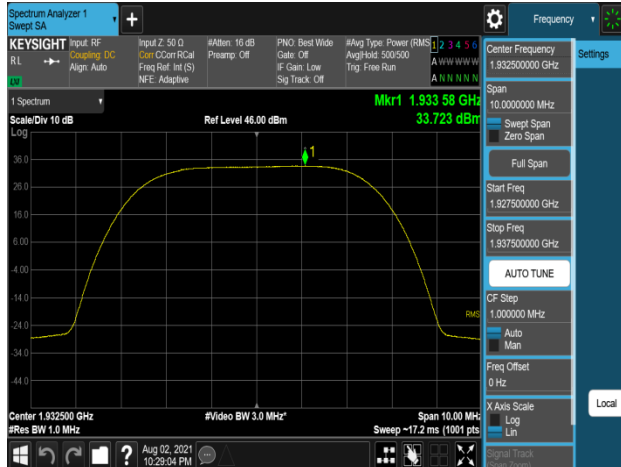 Spectrum Analyzer 1
Swept SA
Frequency
KEYSIGHT
RL
Input: RF
Coupling: DC
Align: Auto
Input Z: 50 Ω
Corr CCorr RCal
Freq Ref: Int (S)
NFE: Adaptive
#Atten: 16 dB
Preamp: Off
PNO: Best Wide
Gate: Off
IF Gain: Low
Sig Track: Off
#Avg Type: Power (RMS
Avg|Hold: 500/500
Trig: Free Run
1 2 3 4 5 6
A W W W W W
A N N N N N
1 Spectrum
Mkr1 1.933 58 GHz
33.723 dBm
Scale/Div 10 dB
Ref Level 46.00 dBm
Log
1
36.0
26.0
16.0
6.00
-4.00
-14.0
-24.0
-34.0
-44.0
RMS
Center 1.932500 GHz
#Video BW 3.0 MHz*
Span 10.00 MHz
#Res BW 1.0 MHz
Sweep ~17.2 ms (1001 pts
Aug 02, 2021
10:29:04 PM
Center Frequency
1.932500000 GHz
Settings
Span
10.0000000 MHz
Swept Span
Zero Span
Full Span
Start Freq
1.927500000 GHz
Stop Freq
1.937500000 GHz
AUTO TUNE
CF Step
1.000000 MHz
Auto
Man
Freq Offset
0 Hz
X Axis Scale
Log
Lin
Local
Signal Track
(Span Zoom)